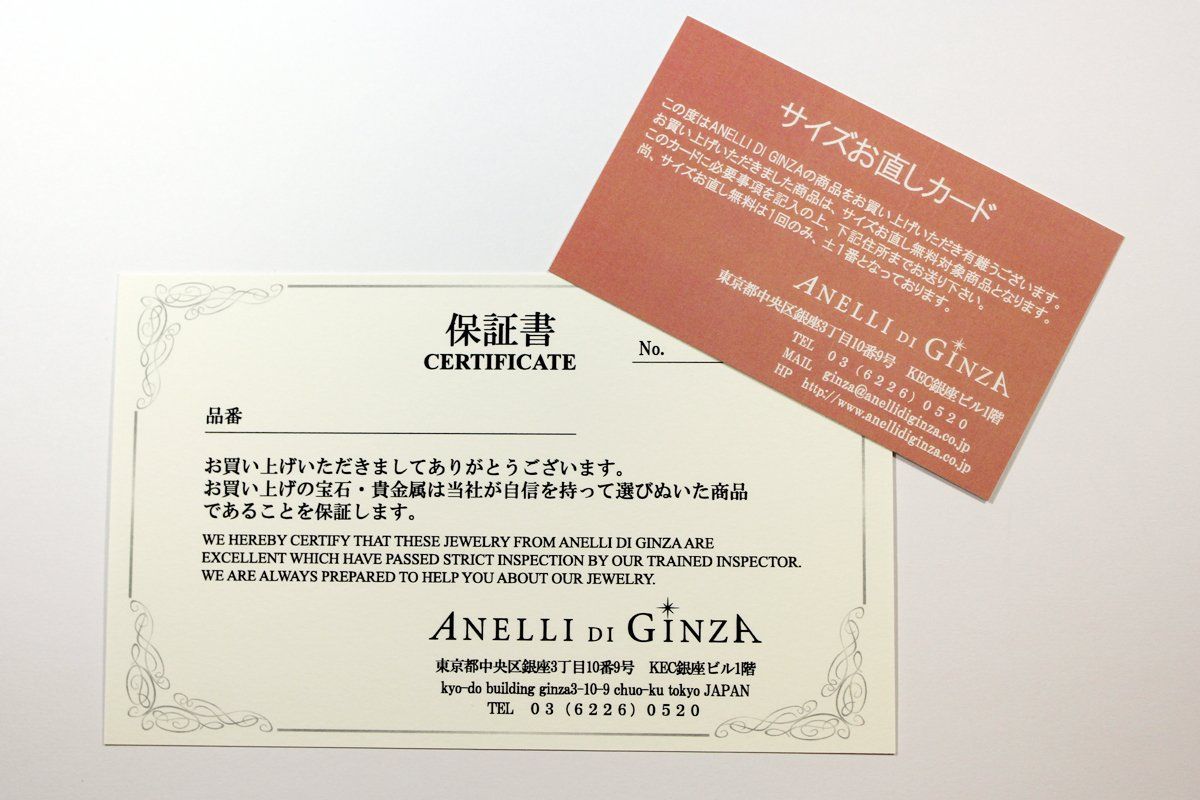 サイズお直しカード
この度はANELLI DI GINZAの商品をお買い上げいただき有難うございます。
お買い上げいただきました商品は、サイズお直し無料対象商品となります。
このカードに必要事項を記入の上、下記住所までお送り下さい。
尚、サイズお直し無料は1回のみ、土1番となっております。
ANELLI DI GINZA
東京都中央区銀座3丁目10番9号 KEC銀座ビル1階
TEL 03(6226)0520
MAIL ginza@anellidiginza.co.jp
HP http://www.anellidiginza.co.jp
保証書
CERTIFICATE
No.
品番
お買い上げいただきましてありがとうございます。
お買い上げの宝石・貴金属は当社が自信を持って選びぬいた商品
であることを保証します。
WE HEREBY CERTIFY THAT THESE JEWELRY FROM ANELLI DI GINZA ARE
EXCELLENT WHICH HAVE PASSED STRICT INSPECTION BY OUR TRAINED INSPECTOR.
WE ARE ALWAYS PREPARED TO HELP YOU ABOUT OUR JEWELRY.
ANELLI DI GINZA
東京都中央区銀座3丁目10番9号 KEC銀座ビル1階
kyo-do building ginza3-10-9 chuo-ku tokyo JAPAN
TEL 03(6226)0520